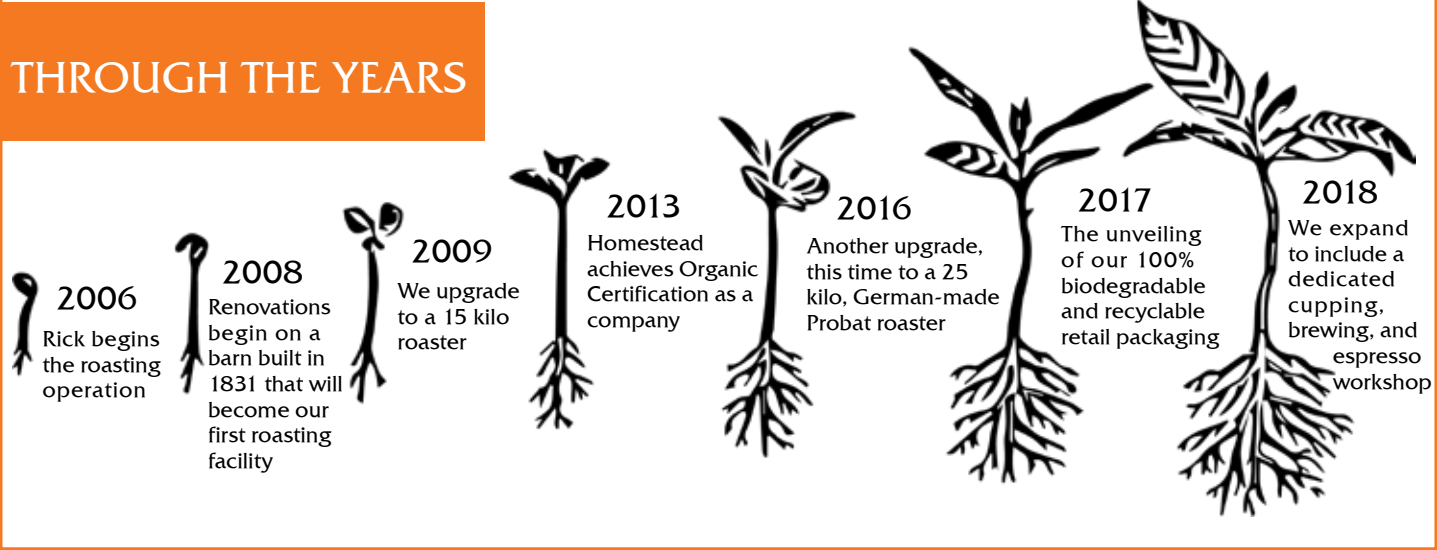 THROUGH THE YEARS
2006
Rick begins
the roasting
operation
2008
Renovations
begin on a
barn built in
1831 that will
become our
first roasting
facility
2009
We upgrade
to a 15 kilo
roaster
2013
Homestead
achieves Organic
Certification as a
company
2016
Another upgrade,
this time to a 25
kilo, German-made
Probat roaster
2017
The unveiling
of our 100%
biodegradable
and recyclable
retail packaging
2018
We expand
to include a
dedicated
cupping,
brewing, and
espresso
workshop